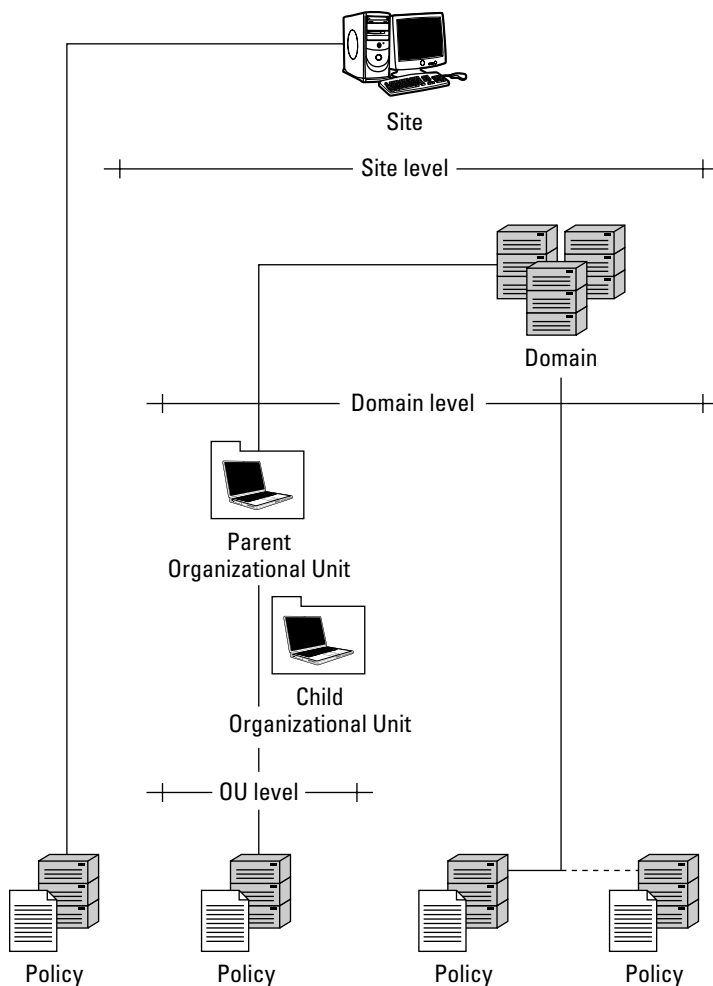 Site
Site level
Domain
Domain level
Parent
Organizational Unit
Child
Organizational Unit
OU level
Policy
Policy
Policy
Policy